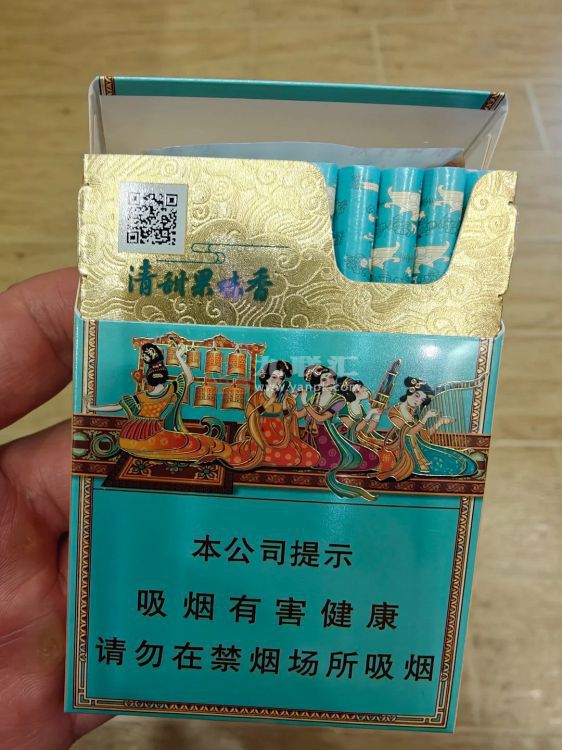 清甜果味香
本公司提示
吸烟有害健康
请勿在禁烟场所吸烟